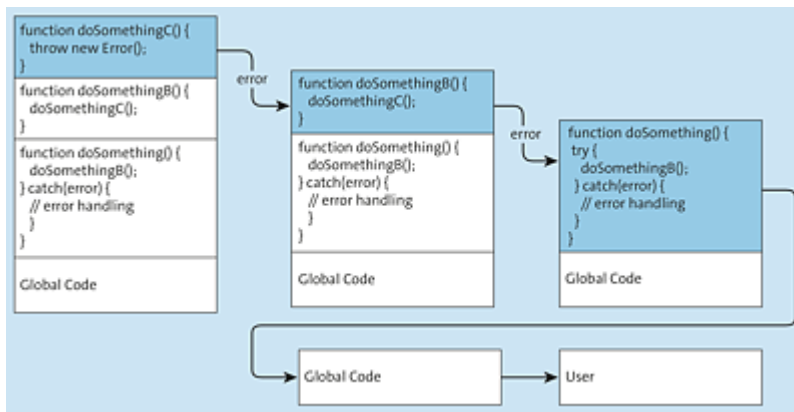 function doSomethingC() {
throw new Error();
}
function doSomethingB() {
doSomethingC();
}
function doSomething() {
doSomethingB();
} catch(error) {
// error handling
}
}
Global Code
error
function doSomethingB() {
doSomethingC();
}
function doSomething() {
doSomethingB();
} catch(error) {
// error handling
}
}
Global Code
error
function doSomething() {
try {
doSomethingB();
} catch(error) {
// error handling
}
}
Global Code
Global Code
User